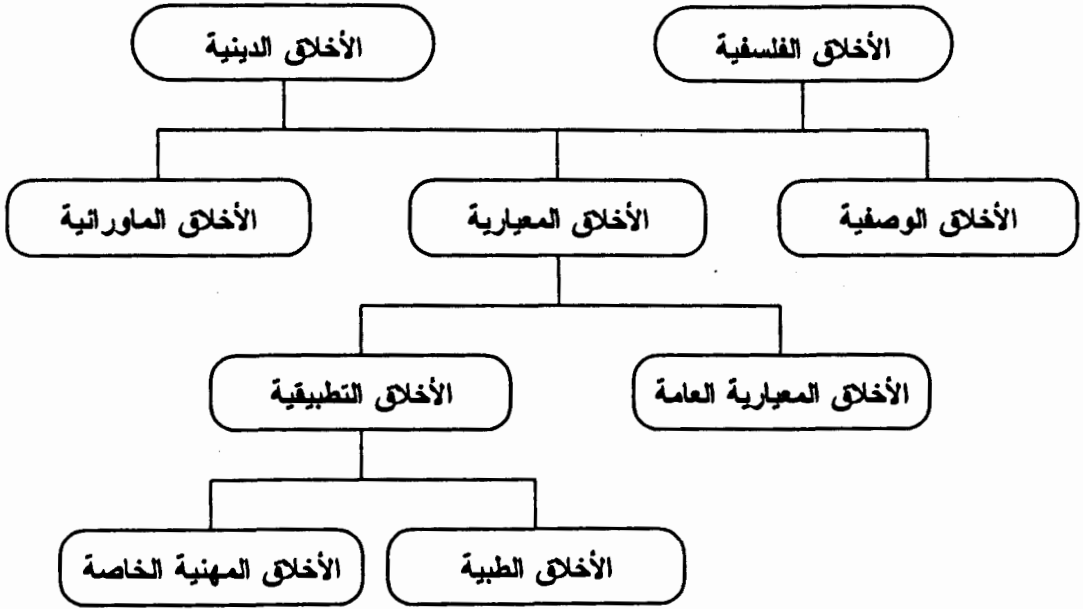 الأخلاق الفلسفية
الأخلاق الدينية
الأخلاق الوصفية
الأخلاق المعيارية
الأخلاق الماورائية
الأخلاق المعيارية العامة
الأخلاق التطبيقية
الأخلاق الطبية
الأخلاق المهنية الخاصة